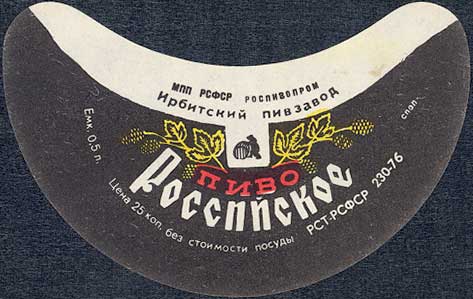 МПП РСФСР РОСПИВОПРОМ
Ирбитский пивзавод
ПИВО
Российское
Емк. 0,5 л.
Цена 25 коп. без стоимости посуды
РСТ-РСФСР 230-76